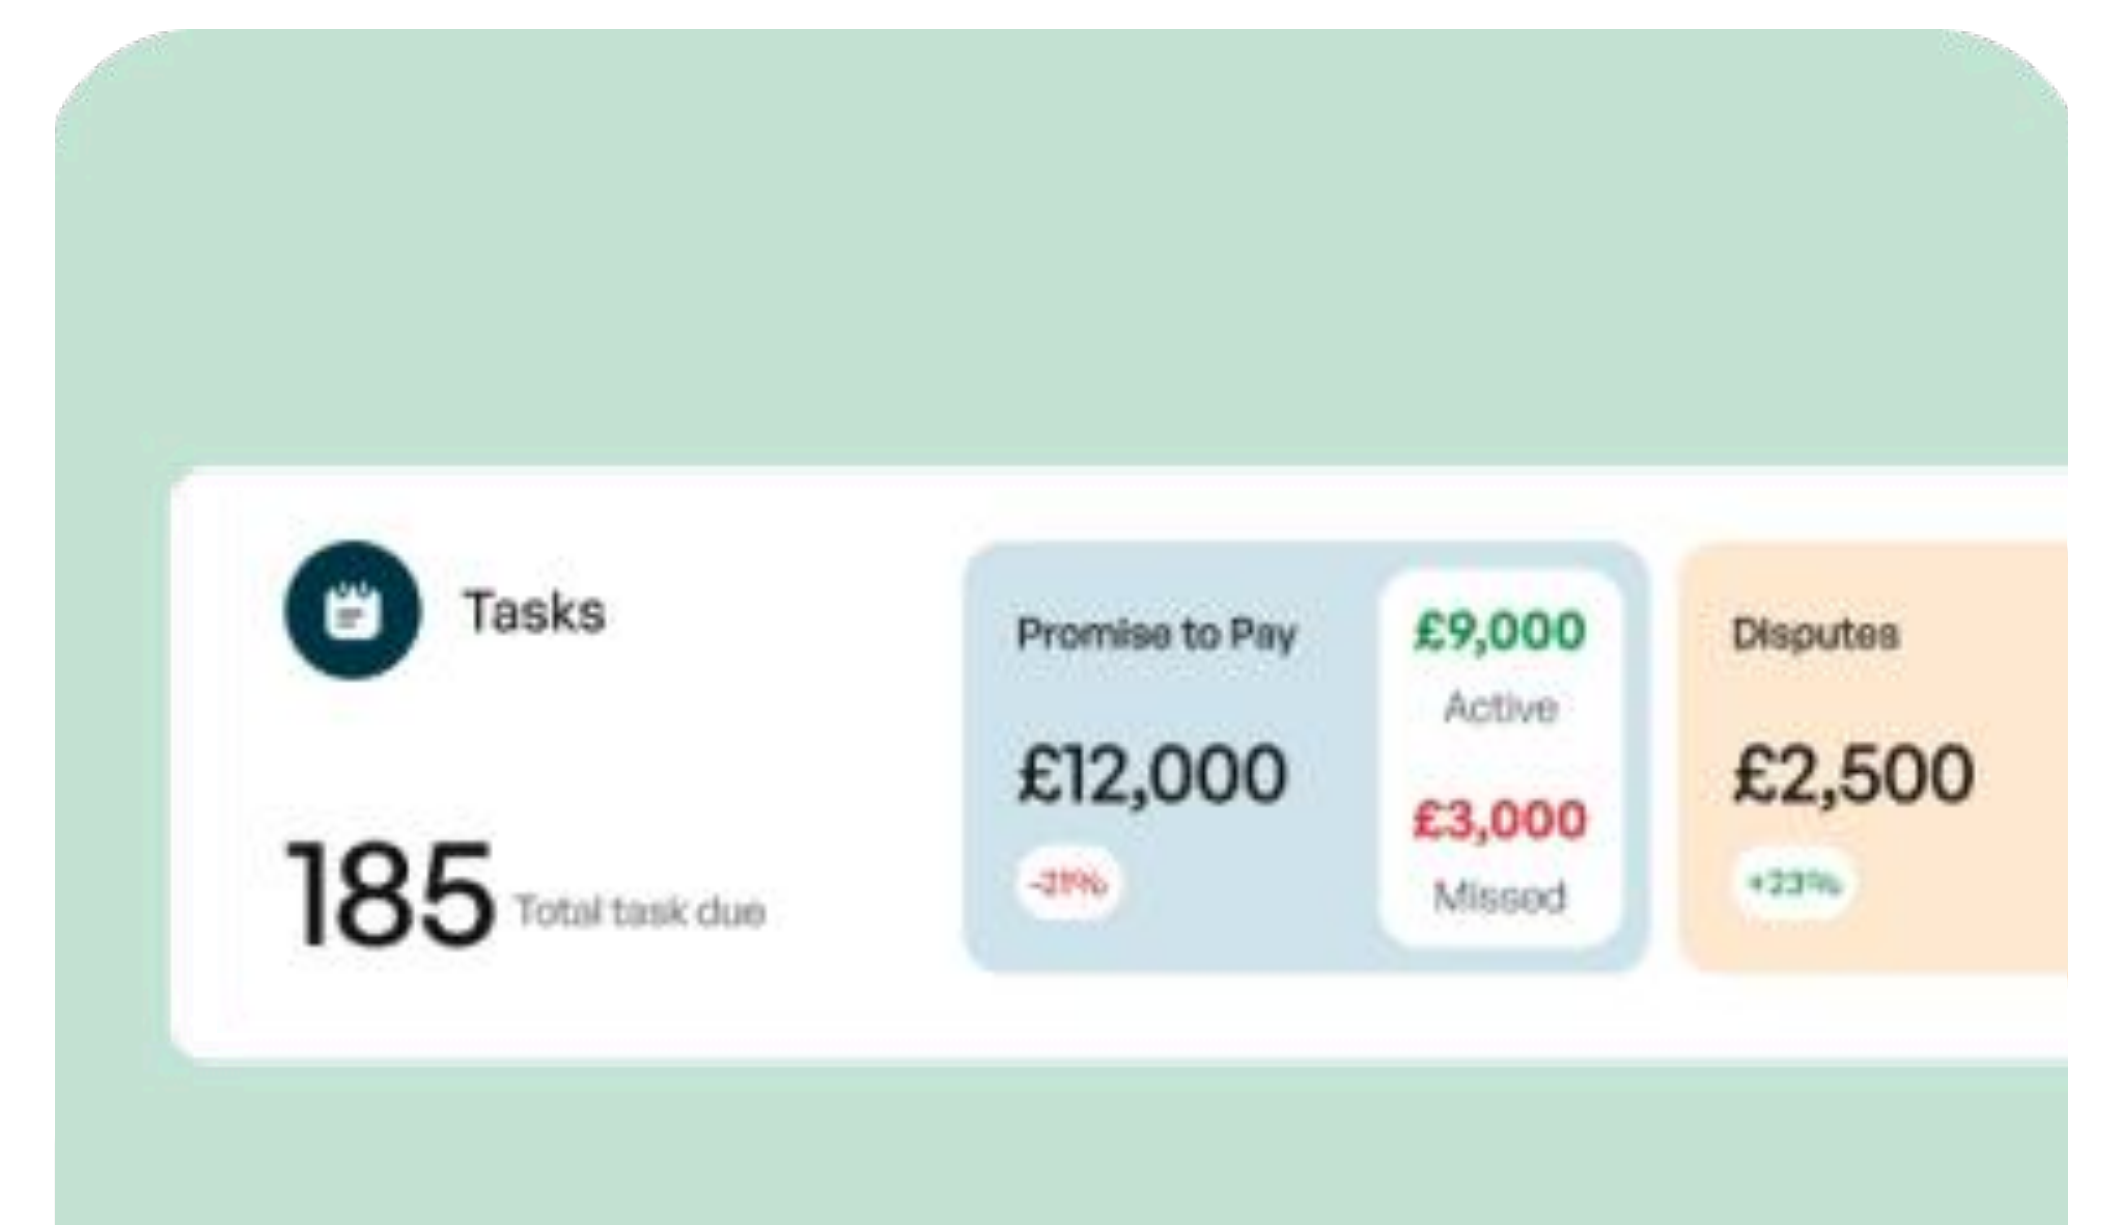 Tasks
185 Total task due
Promise to Pay
£12,000
£9,000
Active
£3,000
Missed
Disputes
£2,500
+23%